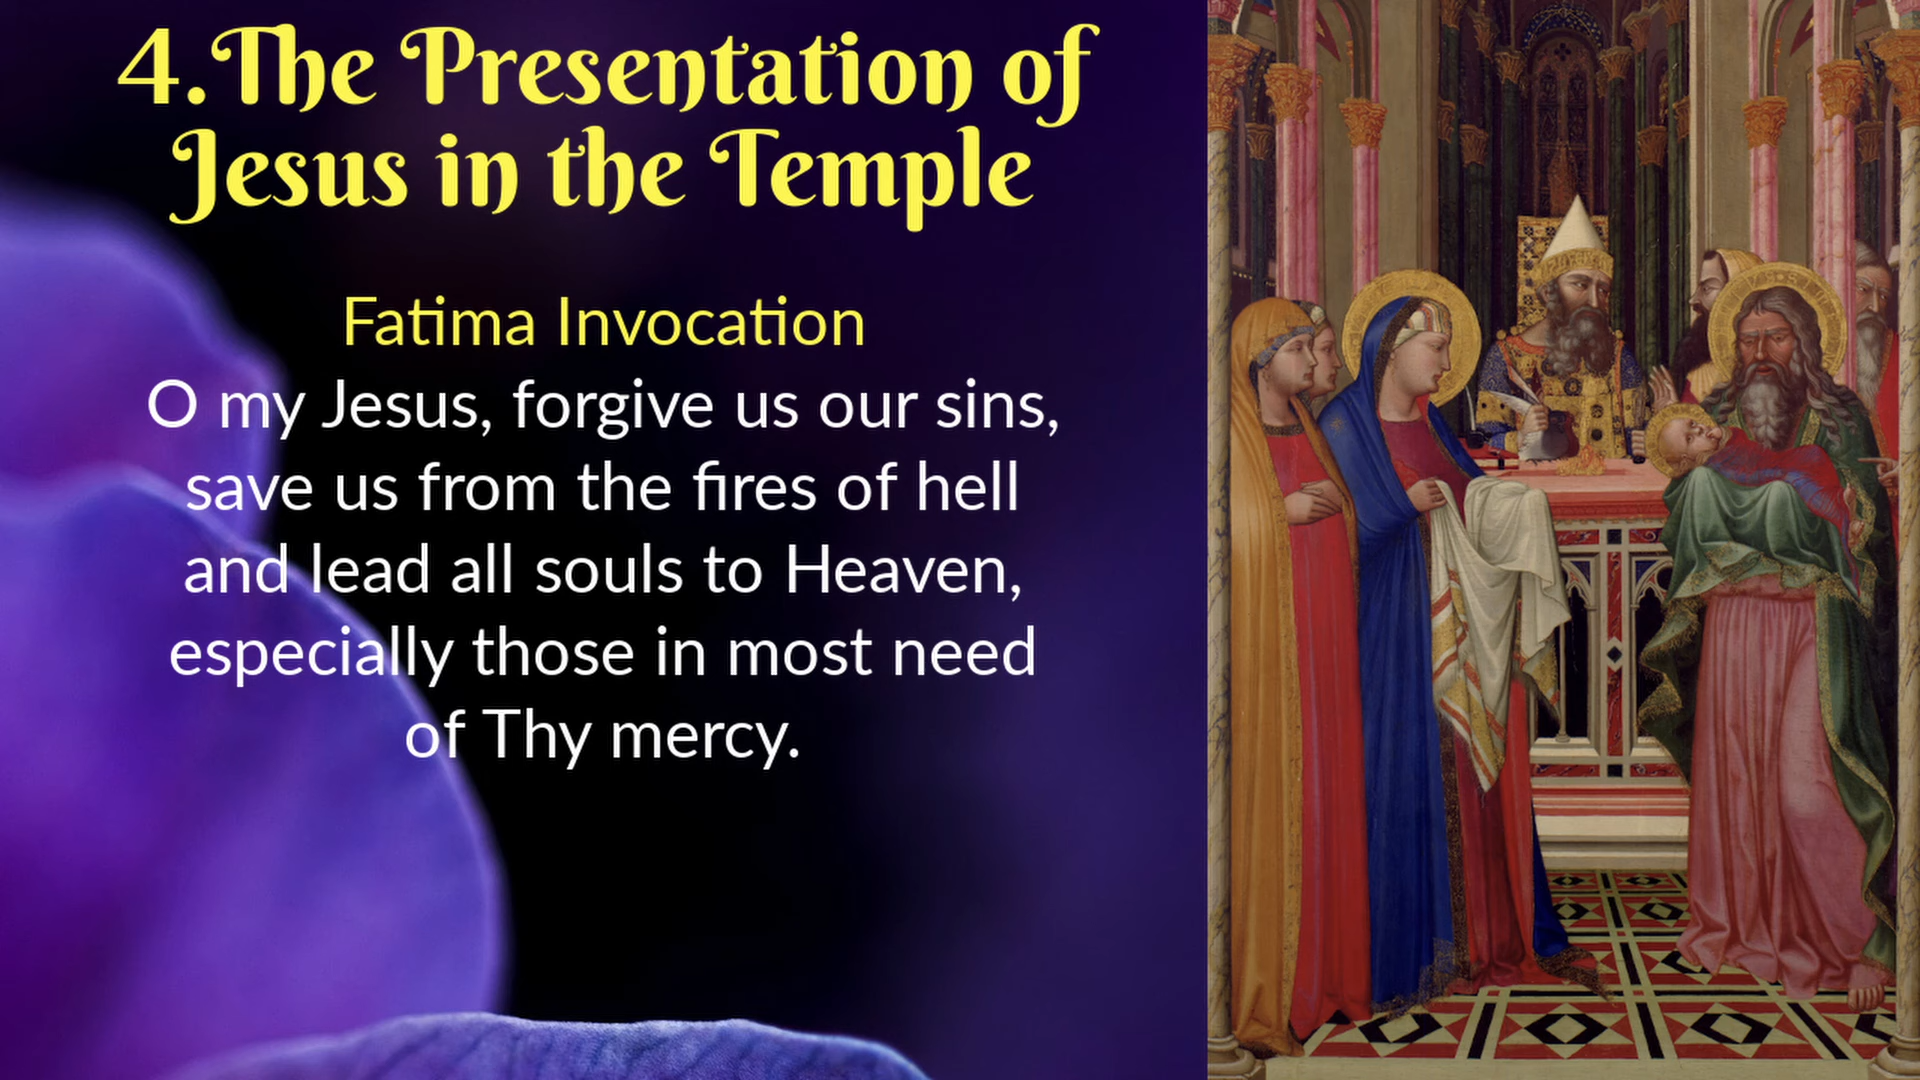 4.The Presentation of
Jesus in the Temple
Fatima Invocation
O my Jesus, forgive us our sins,
save us from the fires of hell
and lead all souls to Heaven,
especially those in most need
of Thy mercy.